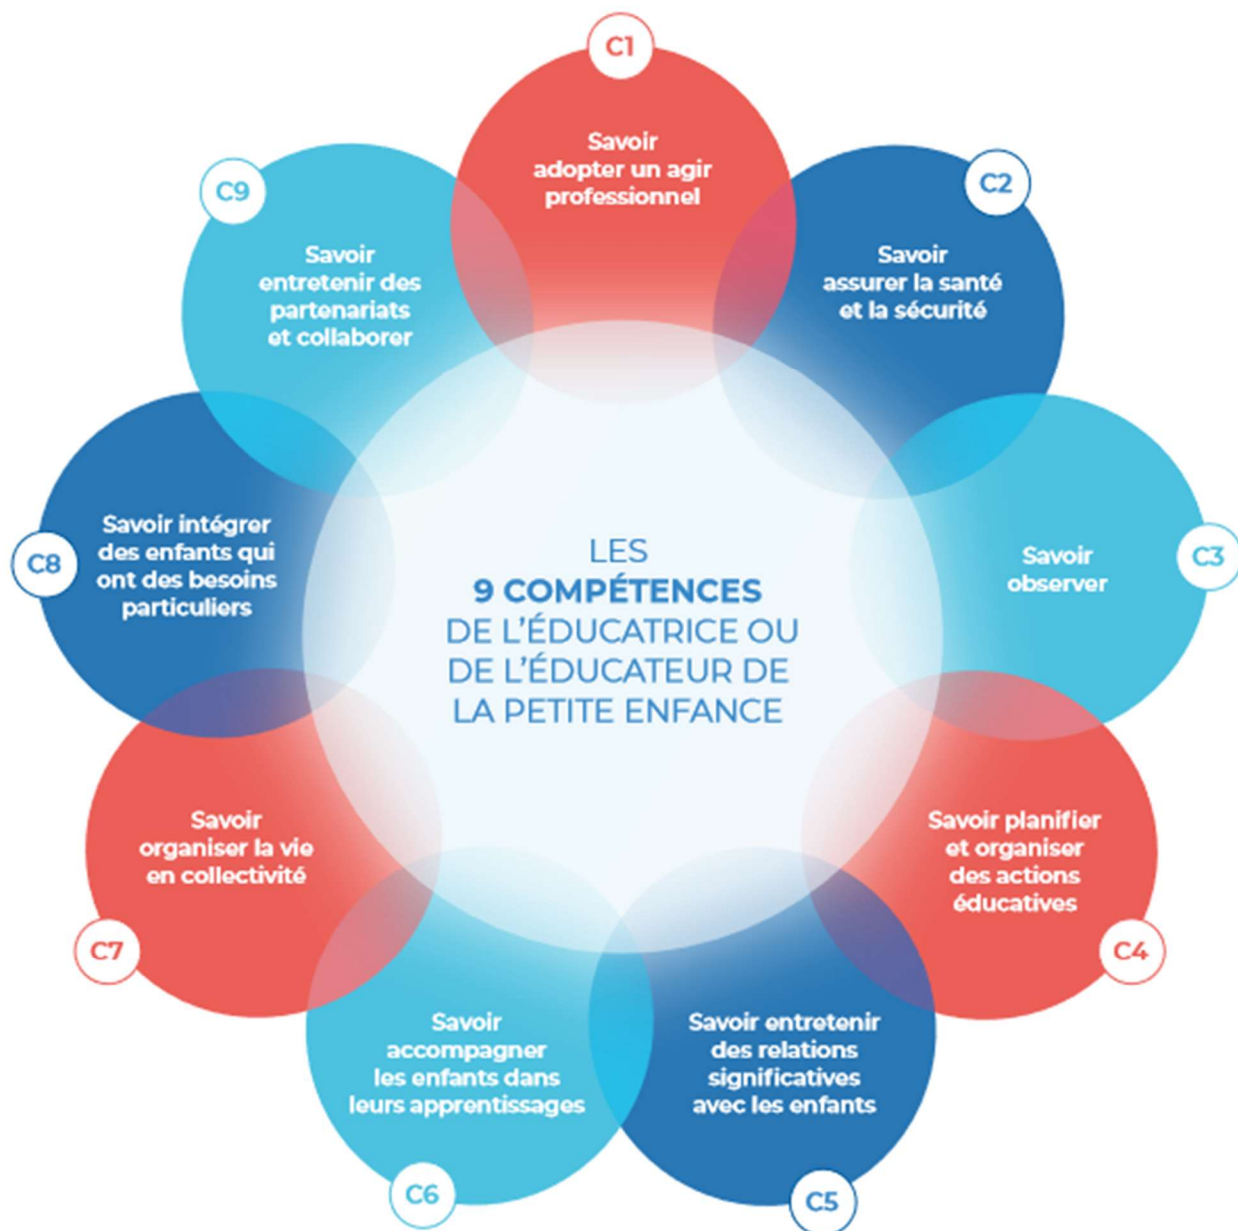 C1
Savoir
adopter un agir
professionnel
C2
Savoir
assurer la santé
et la sécurité
C3
Savoir
observer
C4
Savoir planifier
et organiser
des actions
éducatives
C5
Savoir entretenir
des relations
significatives
avec les enfants
C6
Savoir
accompagner
les enfants dans
leurs apprentissages
C7
Savoir
organiser la vie
en collectivité
C8
Savoir intégrer
des enfants qui
ont des besoins
particuliers
C9
Savoir
entretenir des
partenariats
et collaborer
LES
9 COMPÉTENCES
DE L'ÉDUCATRICE OU
DE L'ÉDUCATEUR DE
LA PETITE ENFANCE